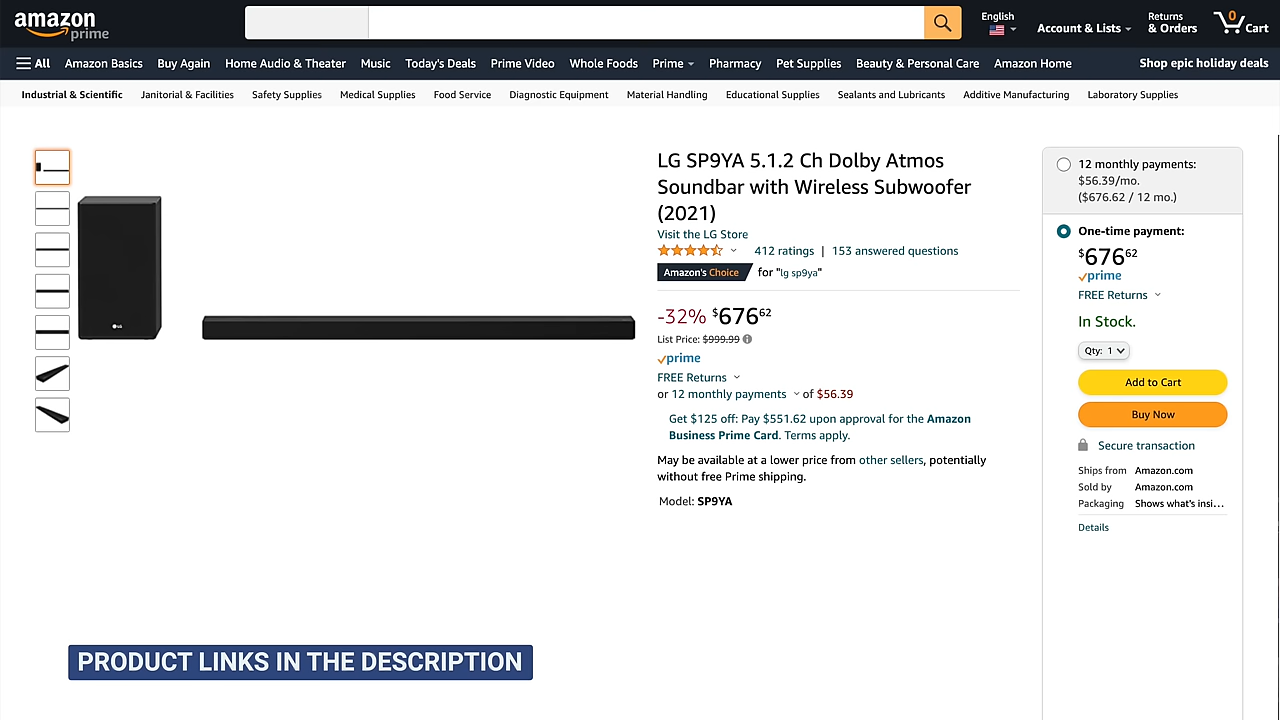 amazon prime
English
Account & Lists
Returns
& Orders
0
Cart
All
Amazon Basics
Buy Again
Home Audio & Theater
Music
Today's Deals
Prime Video
Whole Foods
Prime
Pharmacy
Pet Supplies
Beauty & Personal Care
Amazon Home
Shop epic holiday deals
Industrial & Scientific
Janitorial & Facilities
Safety Supplies
Medical Supplies
Food Service
Diagnostic Equipment
Material Handling
Educational Supplies
Sealants and Lubricants
Additive Manufacturing
Laboratory Supplies
LG
LG SP9YA 5.1.2 Ch Dolby Atmos
Soundbar with Wireless Subwoofer
(2021)
Visit the LG Store
412 ratings | 153 answered questions
Amazon's Choice for "lg sp9ya"
-32% $676 62
List Price: $999.99
prime
FREE Returns
or 12 monthly payments of $56.39
Get $125 off: Pay $551.62 upon approval for the Amazon
Business Prime Card. Terms apply.
May be available at a lower price from other sellers, potentially
without free Prime shipping.
Model: SP9YA
12 monthly payments:
$56.39/mo.
($676.62 / 12 mo.)
One-time payment:
$676 62
prime
FREE Returns
In Stock.
Qty: 1
Add to Cart
Buy Now
Secure transaction
Ships from Amazon.com
Sold by Amazon.com
Packaging Shows what's insi…
Details
PRODUCT LINKS IN THE DESCRIPTION